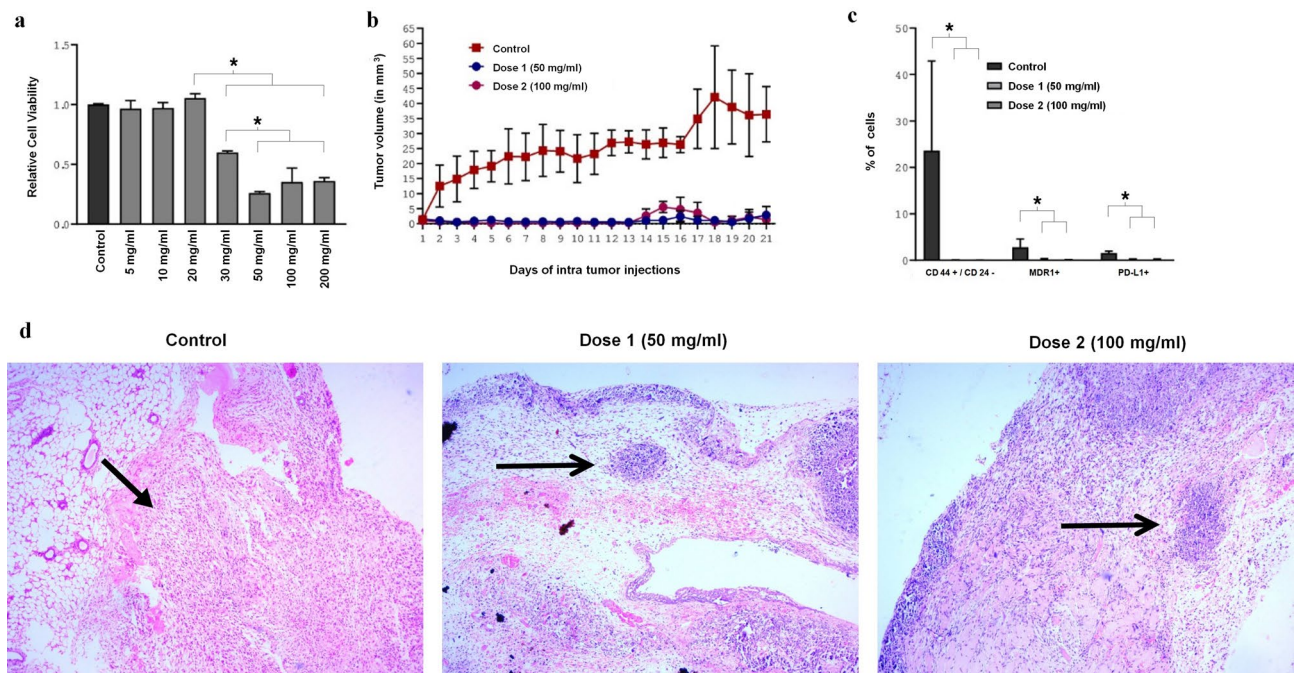 a
Relative Cell Viability
1.5
1.0
0.5
0.0
*
*
Control
5 mg/ml
10 mg/ml
20 mg/ml
30 mg/ml
50 mg/ml
100 mg/ml
200 mg/ml
b
Tumor volume (in mm³)
65
60
55
50
45
40
35
30
25
20
15
10
5
0
Control
Dose 1 (50 mg/ml)
Dose 2 (100 mg/ml)
1 2 3 4 5 6 7 8 9 10 11 12 13 14 15 16 17 18 19 20 21
Days of intra tumor injections
c
% of cells
50
40
30
20
10
0
*
Control
Dose 1 (50 mg/ml)
Dose 2 (100 mg/ml)
*
*
CD 44 + / CD 24 -
MDR1+
PD-L1+
d
Control
Dose 1 (50 mg/ml)
Dose 2 (100 mg/ml)